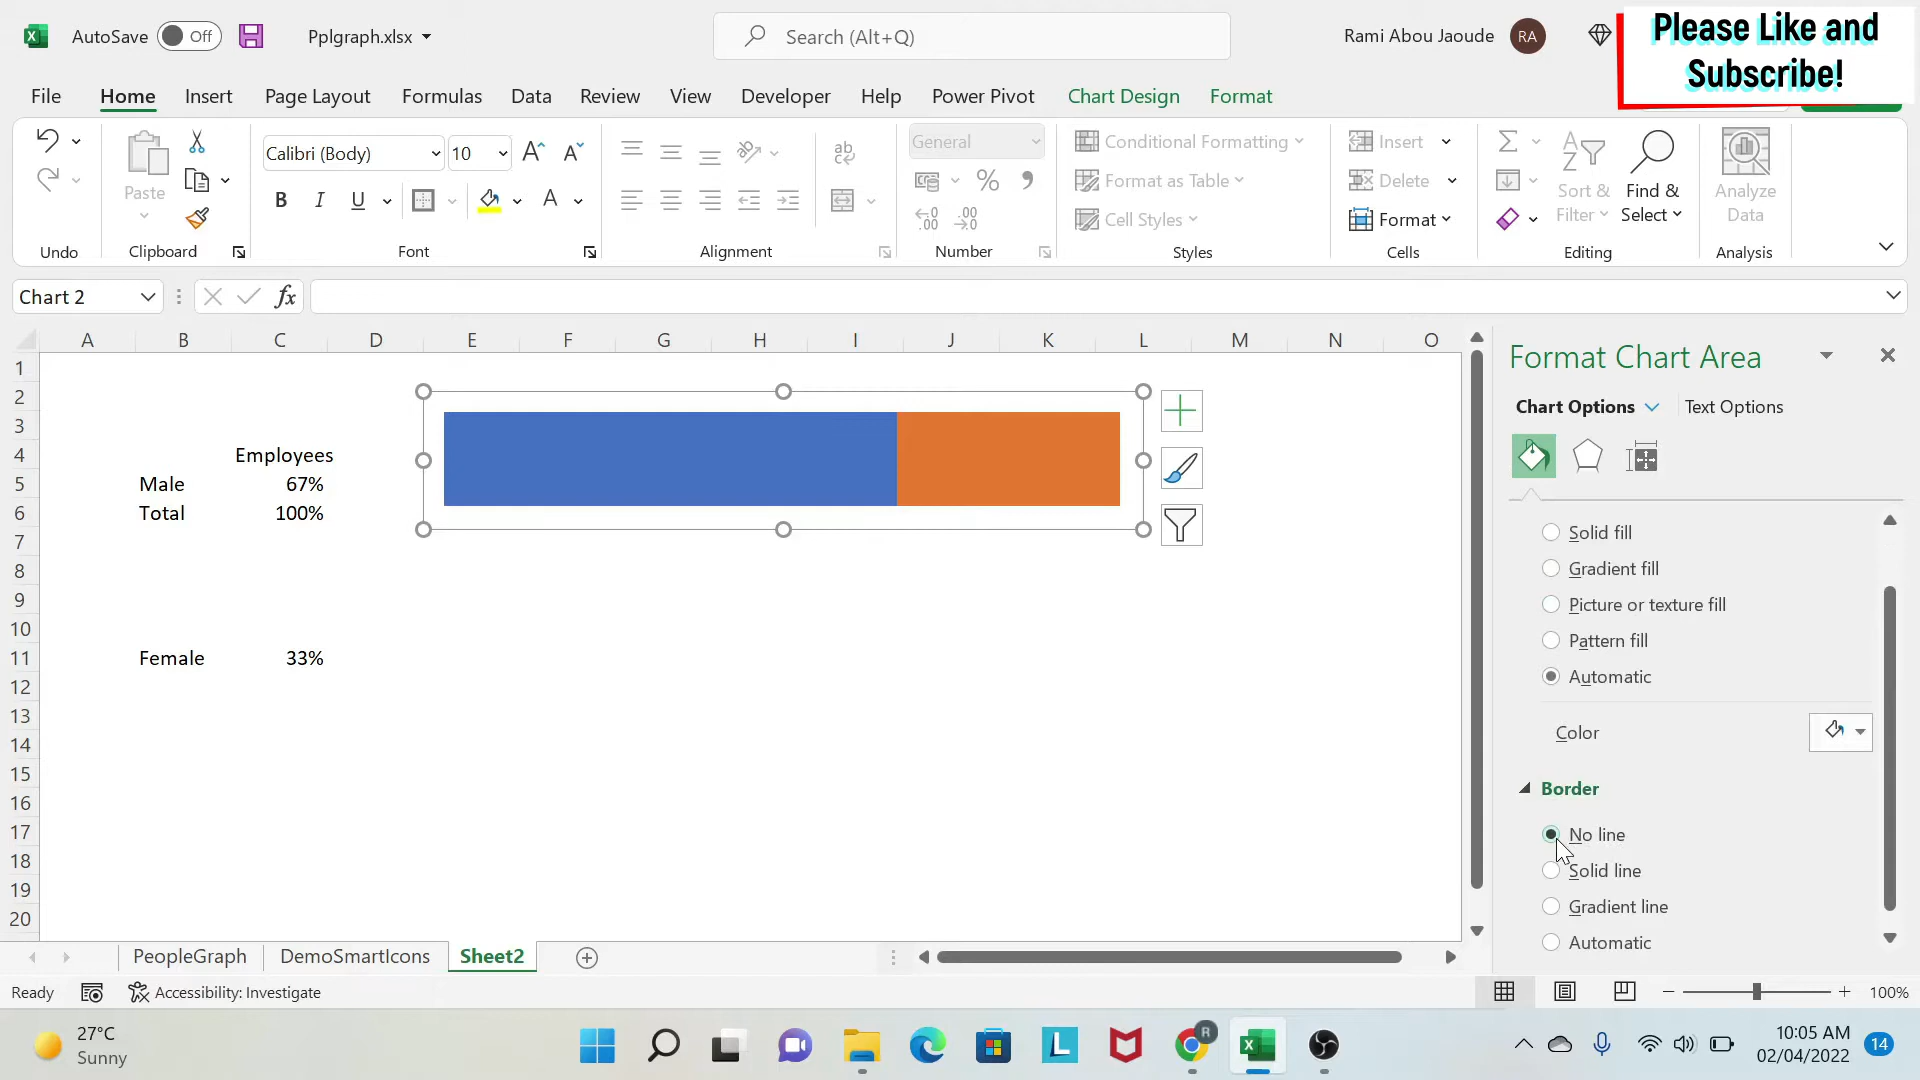 AutoSave Off Pplgraph.xlsx Search (Alt+Q) Rami Abou Jaoude RA
Please Like and
Subscribe!
File Home Insert Page Layout Formulas Data Review View Developer Help Power Pivot Chart Design Format
Paste
Calibri (Body) 10
B I U A
ab
General
% 9
.00
.00
Conditional Formatting
Format as Table
Cell Styles
Insert
Delete
Format
Sort &
Filter
Find &
Select
Analyze
Data
Undo Clipboard Font Alignment Number Styles Cells Editing Analysis
Chart 2 fx
A B C D E F G H I J K L M N O
1
2
3
4 Employees
5 Male 67%
6 Total 100%
7
8
9
10
11 Female 33%
12
13
14
15
16
17
18
19
20
Format Chart Area
Chart Options Text Options
Solid fill
Gradient fill
Picture or texture fill
Pattern fill
Automatic
Color
Border
No line
Solid line
Gradient line
Automatic
PeopleGraph DemoSmartIcons Sheet2
Ready Accessibility: Investigate 100%
27°C
Sunny
L
R
10:05 AM
02/04/2022
14